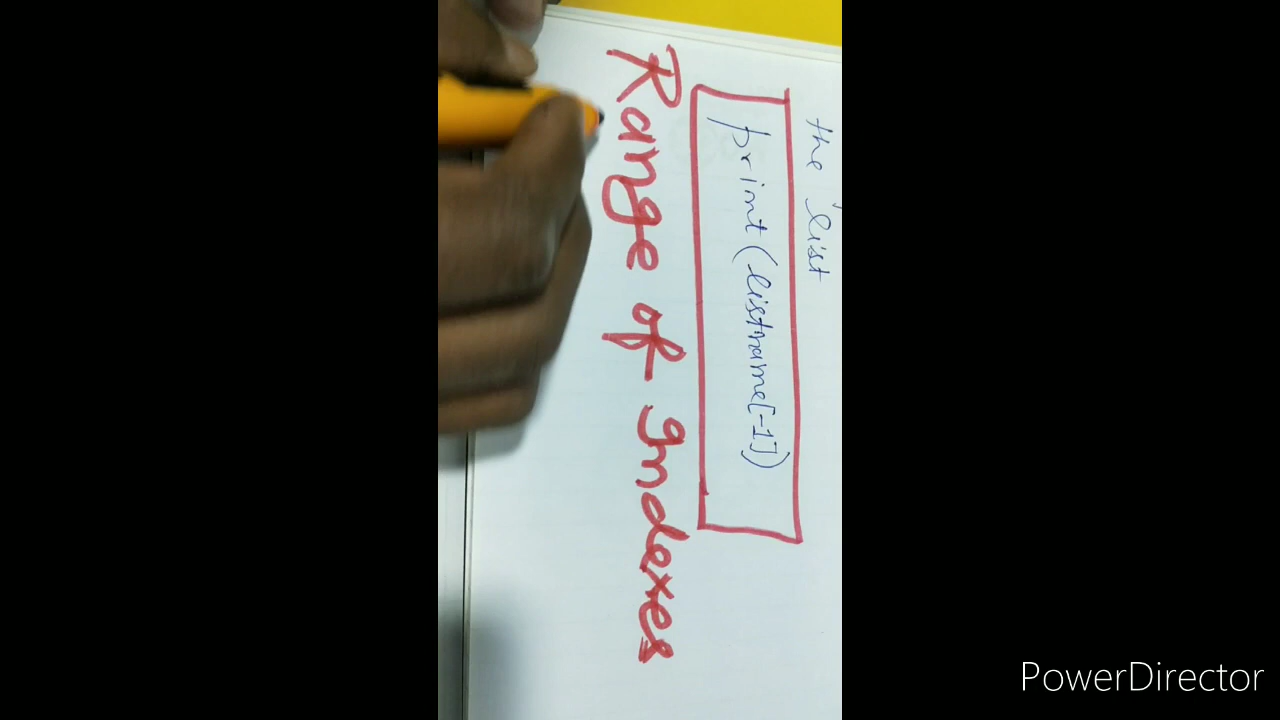 the list
print(listname[-1])
Range of Indexes
PowerDirector